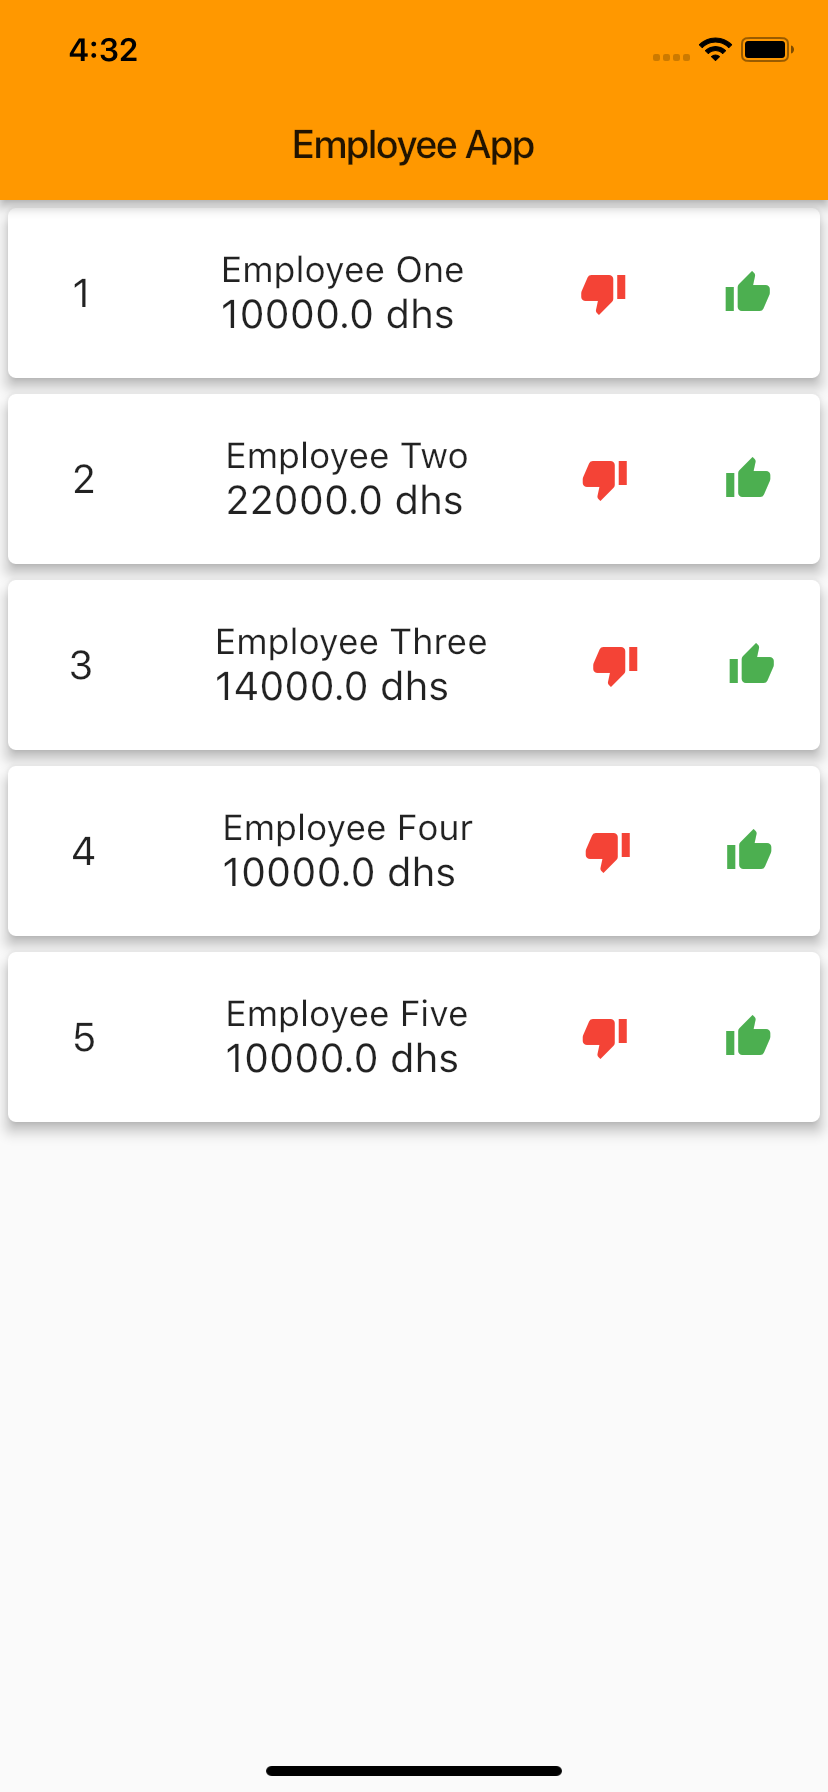 4:32
Employee App
1
Employee One
10000.0 dhs
2
Employee Two
22000.0 dhs
3
Employee Three
14000.0 dhs
4
Employee Four
10000.0 dhs
5
Employee Five
10000.0 dhs